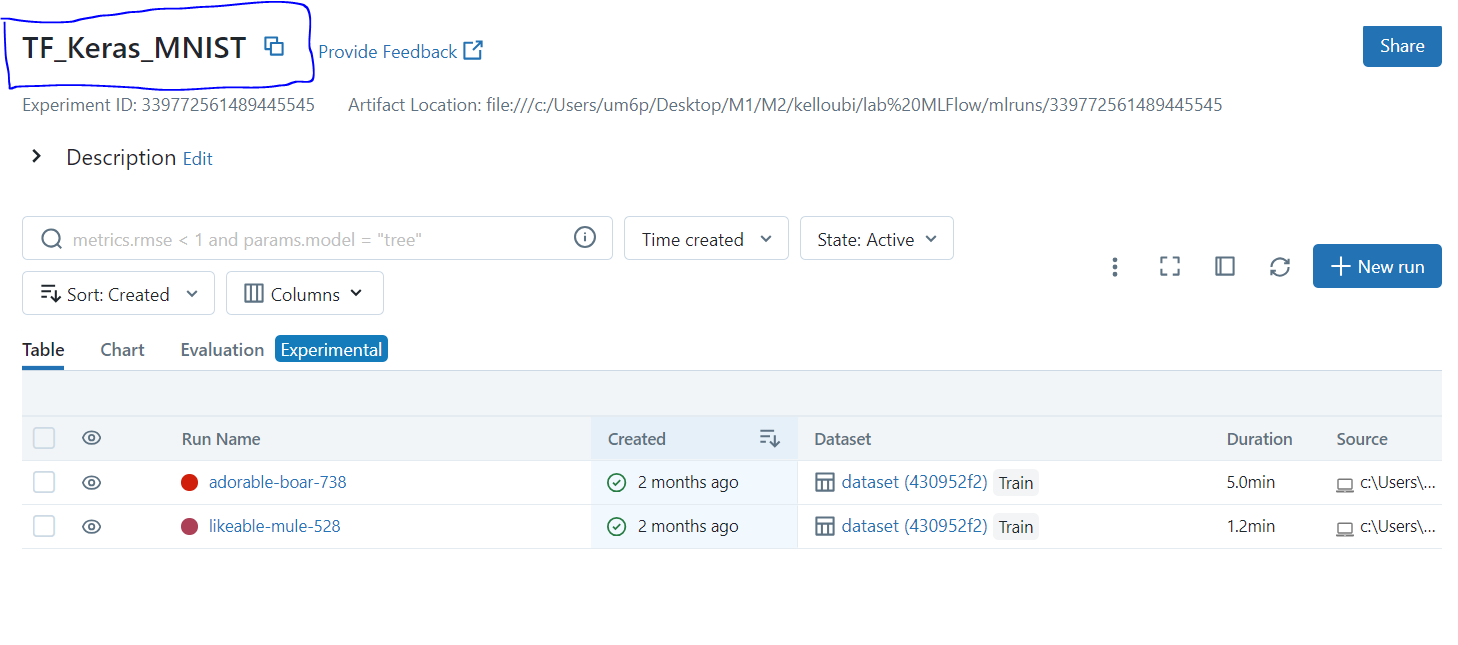 TF_Keras_MNIST Provide Feedback Share
Experiment ID: 339772561489445545 Artifact Location: file:///c:/Users/um6p/Desktop/M1/M2/kelloubi/lab%20MLFlow/mlruns/339772561489445545
Description Edit
metrics.rmse < 1 and params.model = "tree" Time created State: Active
New run
Sort: Created Columns
Table Chart Evaluation Experimental
Run Name Created Dataset Duration Source
adorable-boar-738 2 months ago dataset (430952f2) Train 5.0min c:\Users\...
likeable-mule-528 2 months ago dataset (430952f2) Train 1.2min c:\Users\...